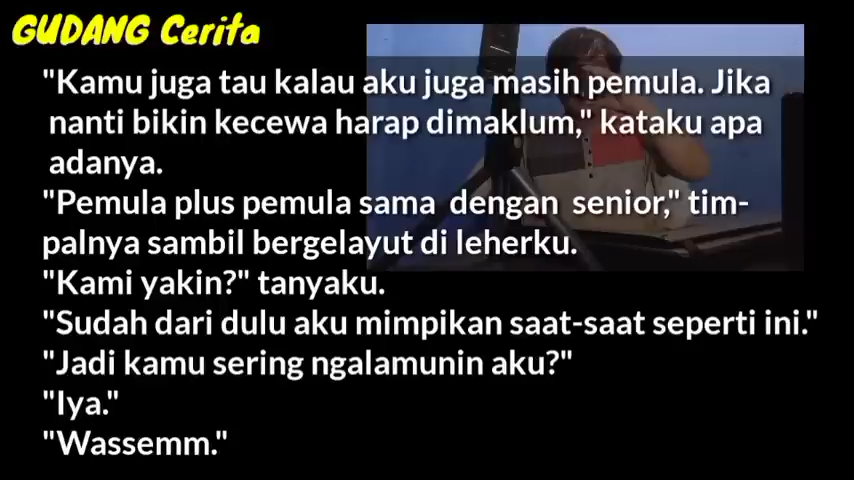 GUDANG Cerita
"Kamu juga tau kalau aku juga masih pemula. Jika
nanti bikin kecewa harap dimaklum," kataku apa
adanya.
"Pemula plus pemula sama dengan senior," tim-
palnya sambil bergelayut di leherku.
"Kami yakin?" tanyaku.
"Sudah dari dulu aku mimpikan saat-saat seperti ini."
"Jadi kamu sering ngalamunin aku?"
"Iya."
"Wassemm."